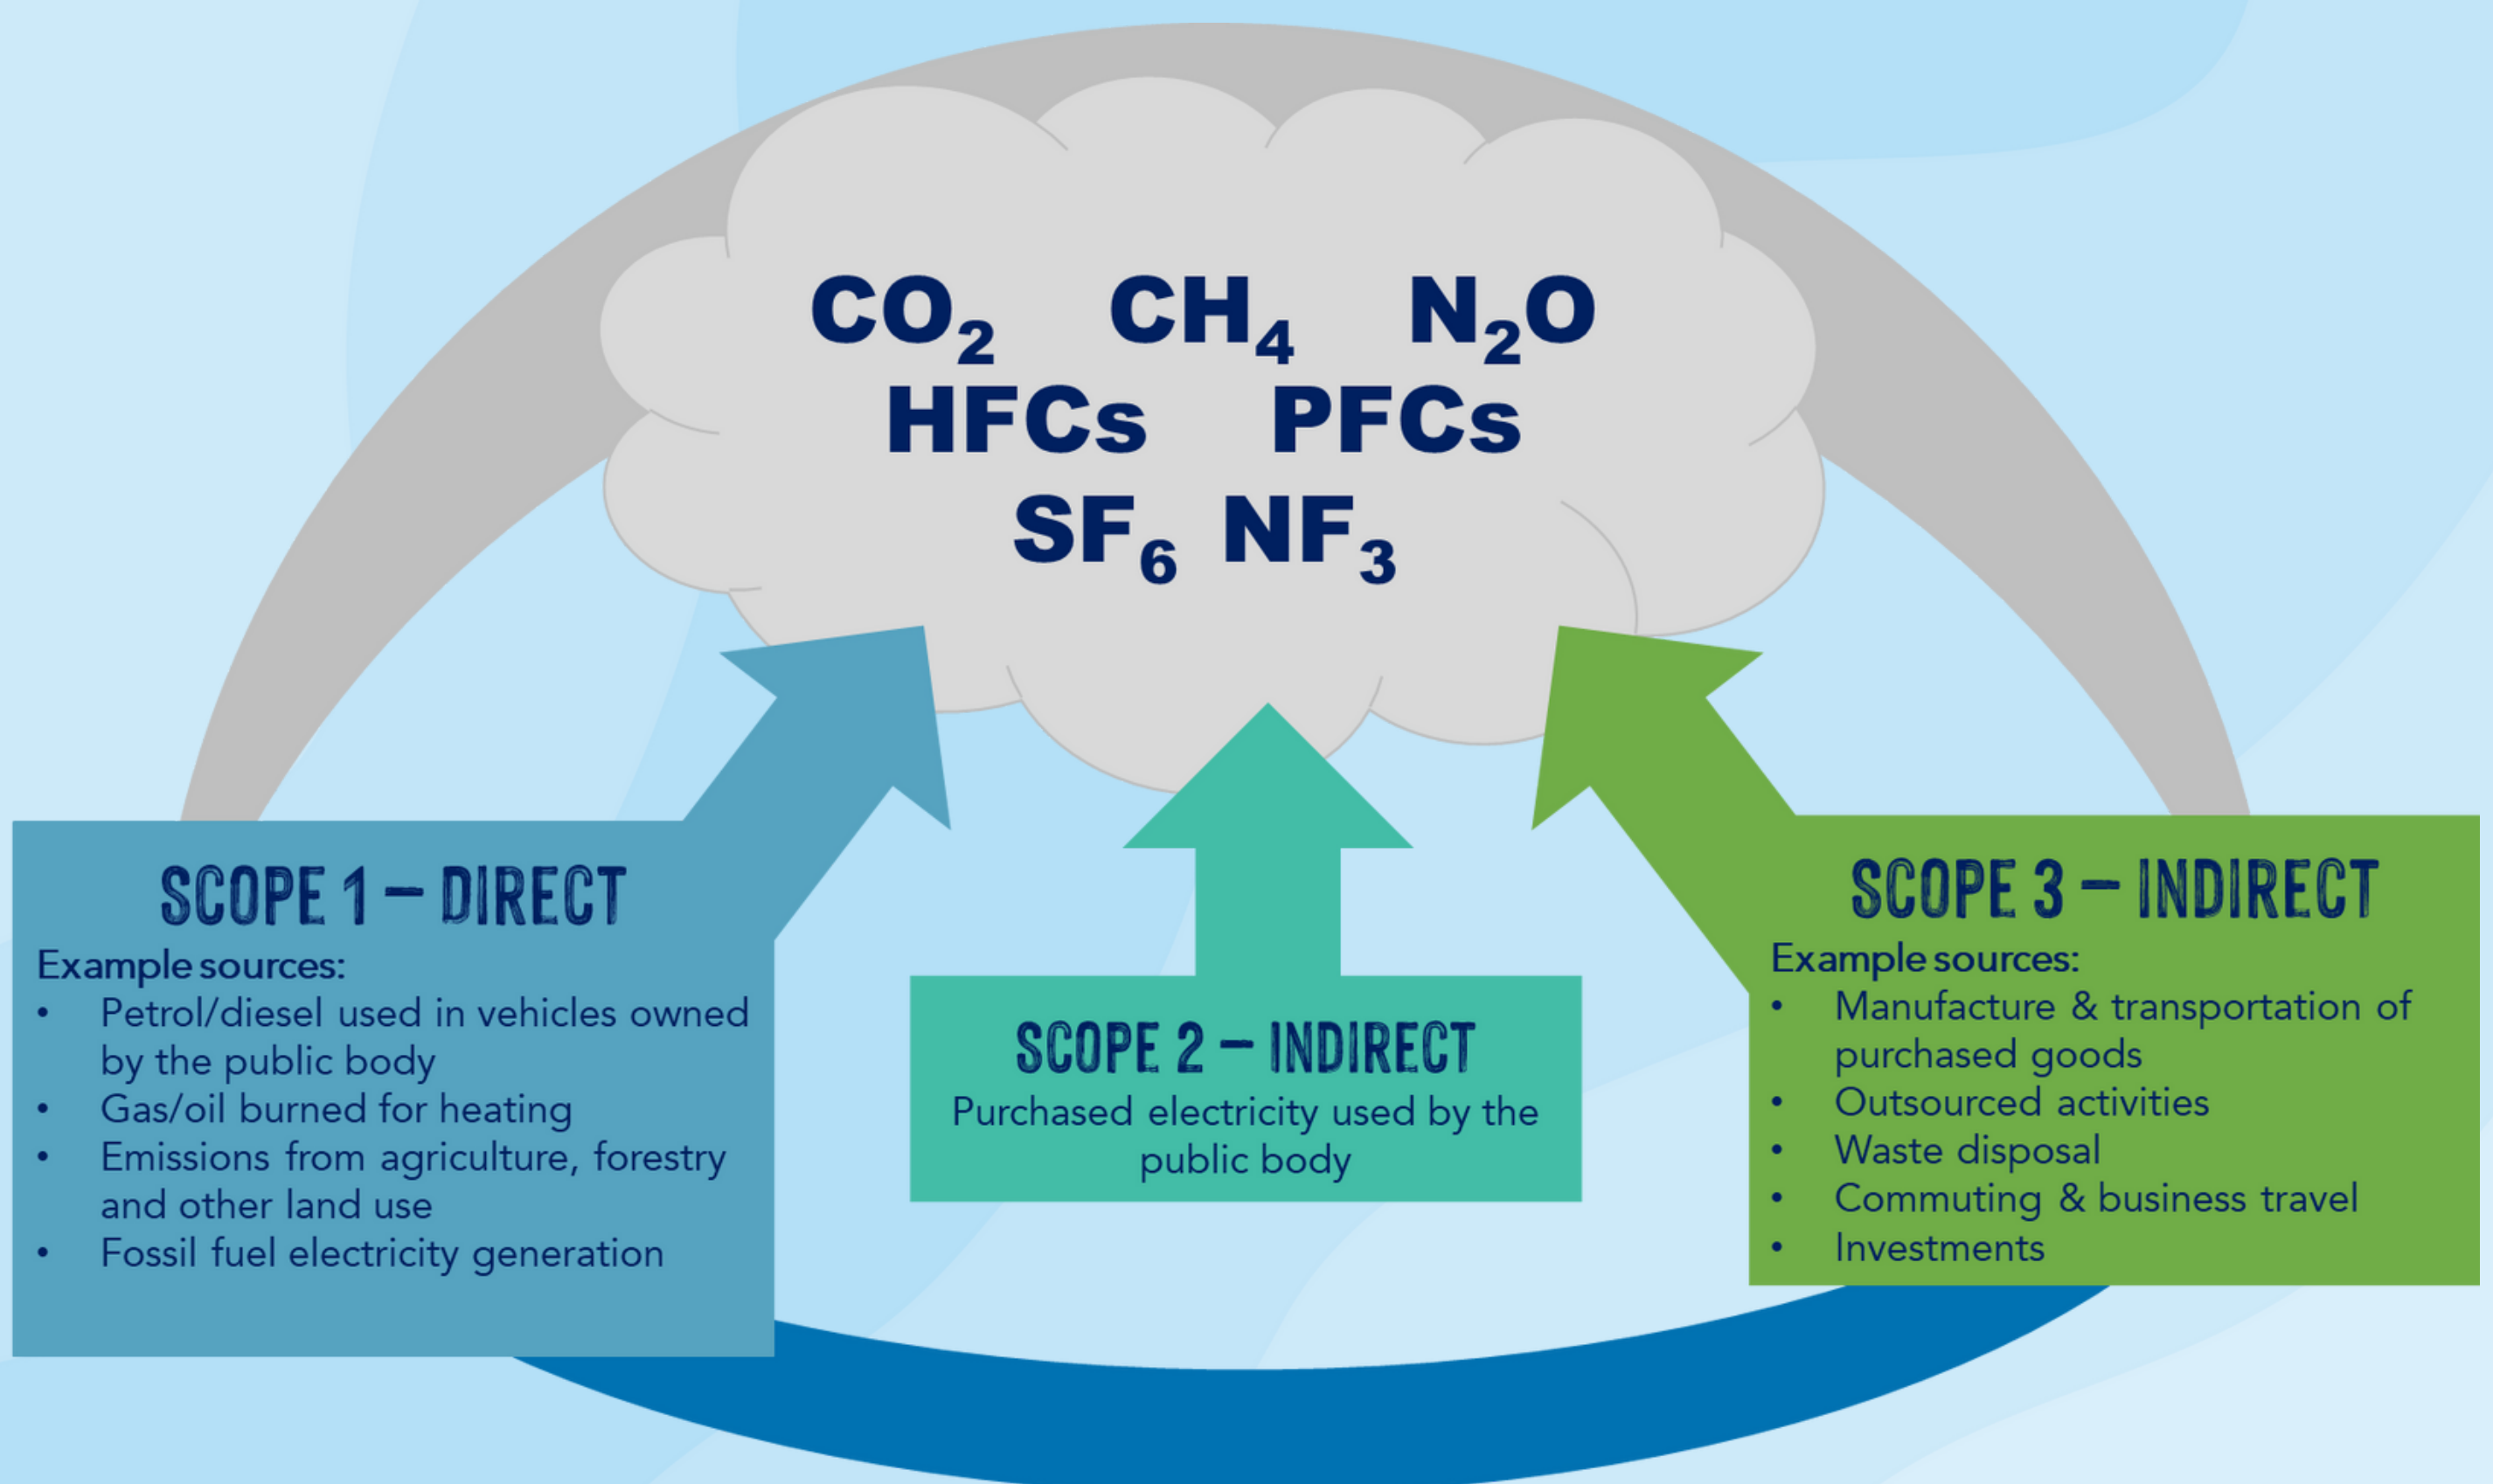 CO₂ CH₄ N₂O
HFCs PFCs
SF₆ NF₃
SCOPE 1 – DIRECT
Example sources:
• Petrol/diesel used in vehicles owned
by the public body
• Gas/oil burned for heating
• Emissions from agriculture, forestry
and other land use
• Fossil fuel electricity generation
SCOPE 2 – INDIRECT
Purchased electricity used by the
public body
SCOPE 3 – INDIRECT
Example sources:
• Manufacture & transportation of
purchased goods
• Outsourced activities
• Waste disposal
• Commuting & business travel
• Investments